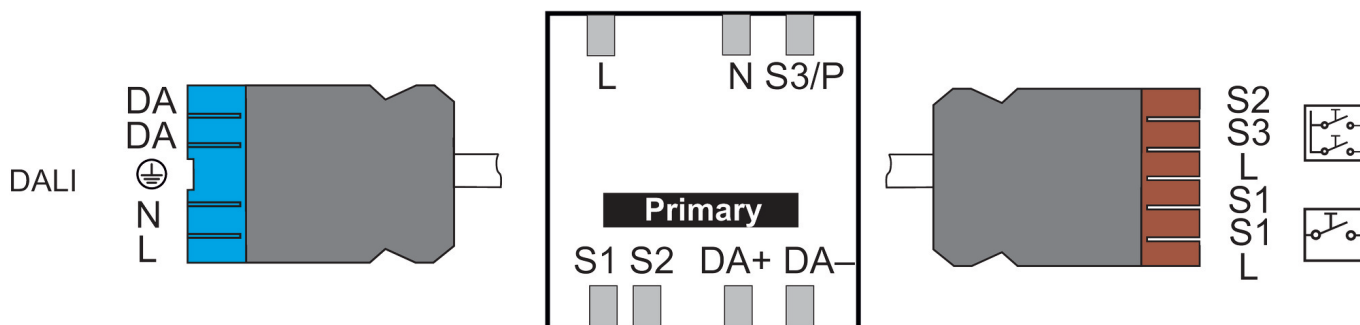 DALI
DA
DA
N
L
L N S3/P
Primary
S1 S2 DA+ DA–
S2
S3
L
S1
S1
L